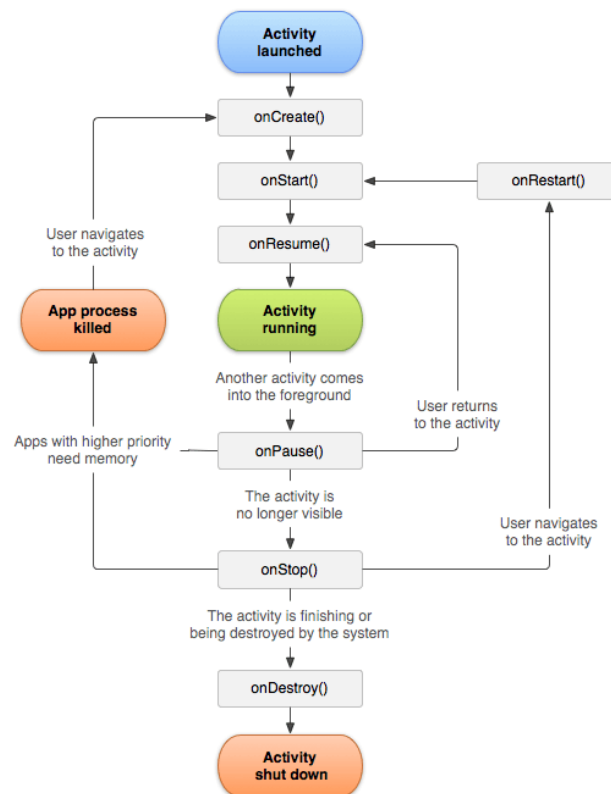 Activity
launched
onCreate()
onStart()
onRestart()
onResume()
User navigates
to the activity
App process
killed
Activity
running
Another activity comes
into the foreground
User returns
to the activity
Apps with higher priority
need memory
onPause()
The activity is
no longer visible
User navigates
to the activity
onStop()
The activity is finishing or
being destroyed by the system
onDestroy()
Activity
shut down